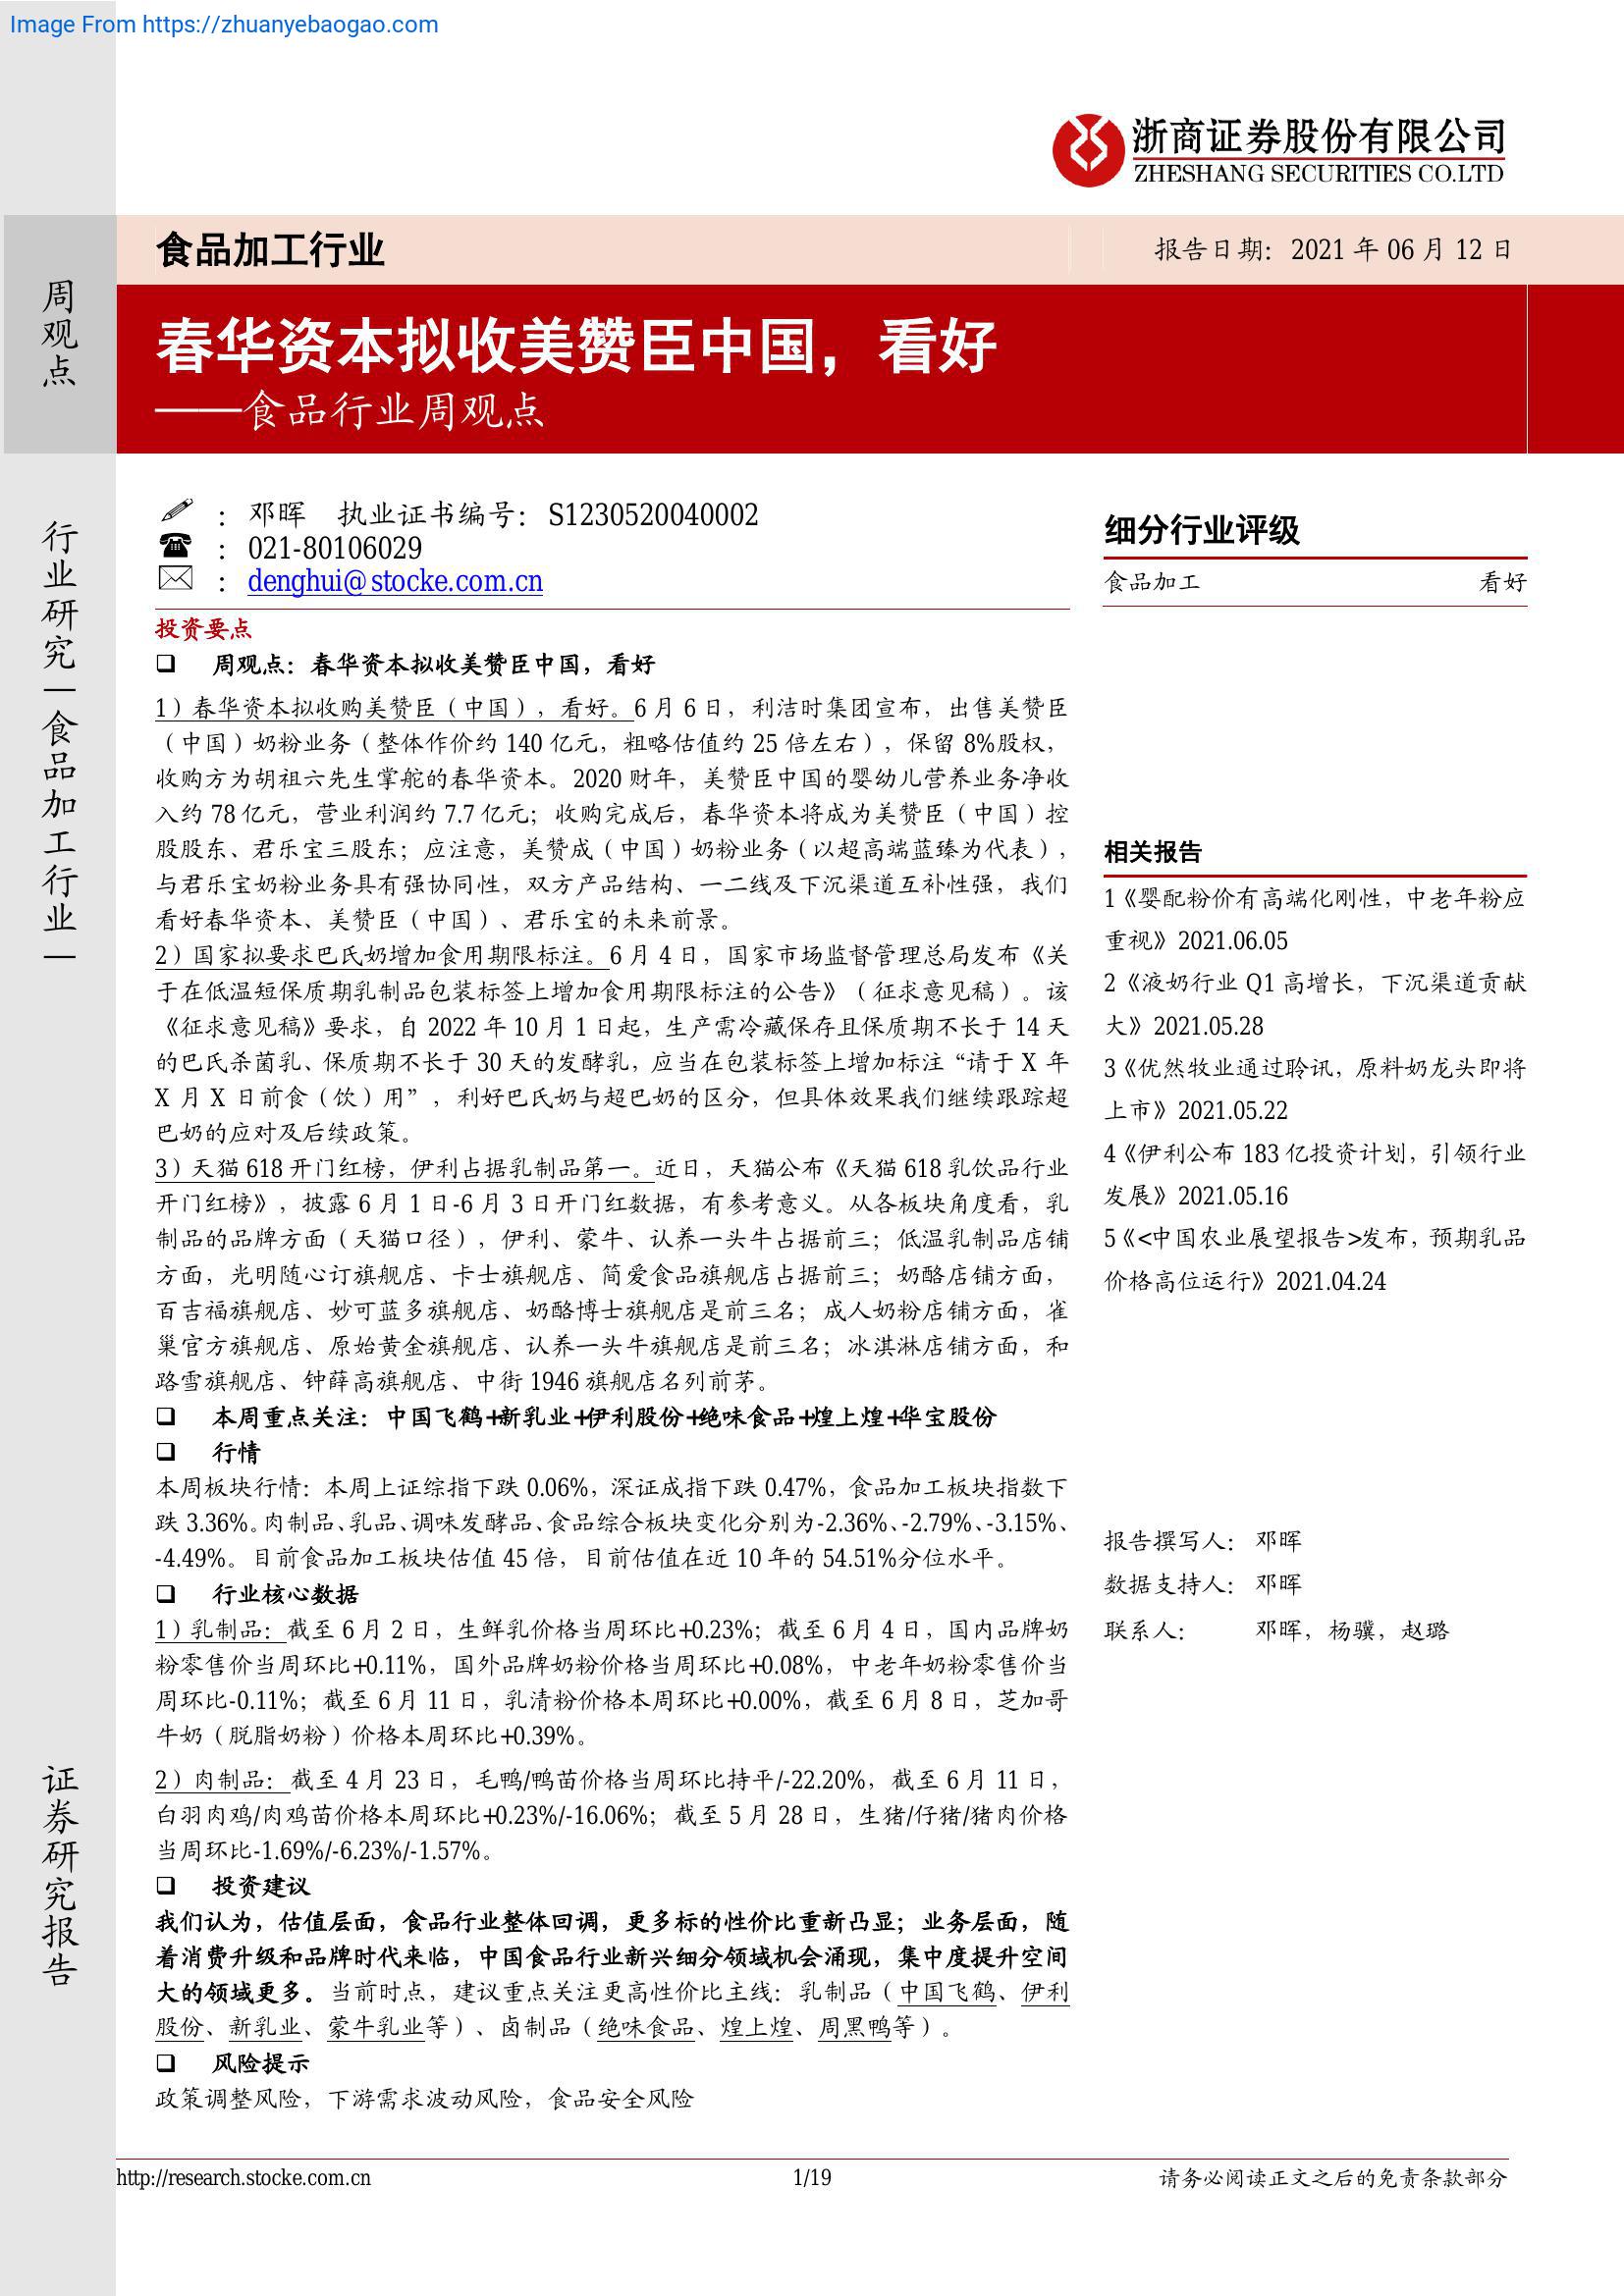 Image From https://zhuanyebaogao.com
浙商证券股份有限公司
ZHESHANG SECURITIES CO.LTD
周观点
行业研究—食品加工行业—
证券研究报告
食品加工行业
报告日期：2021 年 06 月 12 日
春华资本拟收美赞臣中国，看好
——食品行业周观点
： 邓晖 执业证书编号：S1230520040002
： 021-80106029
： denghui@stocke.com.cn
投资要点
❑ 周观点：春华资本拟收美赞臣中国，看好
1）春华资本拟收购美赞臣（中国），看好。6 月 6 日，利洁时集团宣布，出售美赞臣
（中国）奶粉业务（整体作价约 140 亿元，粗略估值约 25 倍左右），保留 8%股权，
收购方为胡祖六先生掌舵的春华资本。2020 财年，美赞臣中国的婴幼儿营养业务净收
入约 78 亿元，营业利润约 7.7 亿元；收购完成后，春华资本将成为美赞臣（中国）控
股股东、君乐宝三股东；应注意，美赞成（中国）奶粉业务（以超高端蓝臻为代表），
与君乐宝奶粉业务具有强协同性，双方产品结构、一二线及下沉渠道互补性强，我们
看好春华资本、美赞臣（中国）、君乐宝的未来前景。
2）国家拟要求巴氏奶增加食用期限标注。6 月 4 日，国家市场监督管理总局发布《关
于在低温短保质期乳制品包装标签上增加食用期限标注的公告》（征求意见稿）。该
《征求意见稿》要求，自 2022 年 10 月 1 日起，生产需冷藏保存且保质期不长于 14 天
的巴氏杀菌乳、保质期不长于 30 天的发酵乳，应当在包装标签上增加标注“请于 X 年
X 月 X 日前食（饮）用”，利好巴氏奶与超巴奶的区分，但具体效果我们继续跟踪超
巴奶的应对及后续政策。
3）天猫 618 开门红榜，伊利占据乳制品第一。近日，天猫公布《天猫 618 乳饮品行业
开门红榜》，披露 6 月 1 日-6 月 3 日开门红数据，有参考意义。从各板块角度看，乳
制品的品牌方面（天猫口径），伊利、蒙牛、认养一头牛占据前三；低温乳制品店铺
方面，光明随心订旗舰店、卡士旗舰店、简爱食品旗舰店占据前三；奶酪店铺方面，
百吉福旗舰店、妙可蓝多旗舰店、奶酪博士旗舰店是前三名；成人奶粉店铺方面，雀
巢官方旗舰店、原始黄金旗舰店、认养一头牛旗舰店是前三名；冰淇淋店铺方面，和
路雪旗舰店、钟薛高旗舰店、中街 1946 旗舰店名列前茅。
❑ 本周重点关注：中国飞鹤+新乳业+伊利股份+绝味食品+煌上煌+华宝股份
❑ 行情
本周板块行情：本周上证综指下跌 0.06%，深证成指下跌 0.47%，食品加工板块指数下
跌 3.36%。肉制品、乳品、调味发酵品、食品综合板块变化分别为-2.36%、-2.79%、-3.15%、
-4.49%。目前食品加工板块估值 45 倍，目前估值在近 10 年的 54.51%分位水平。
❑ 行业核心数据
1）乳制品：截至 6 月 2 日，生鲜乳价格当周环比+0.23%；截至 6 月 4 日，国内品牌奶
粉零售价当周环比+0.11%，国外品牌奶粉价格当周环比+0.08%，中老年奶粉零售价当
周环比-0.11%；截至 6 月 11 日，乳清粉价格本周环比+0.00%，截至 6 月 8 日，芝加哥
牛奶（脱脂奶粉）价格本周环比+0.39%。
2）肉制品：截至 4 月 23 日，毛鸭/鸭苗价格当周环比持平/-22.20%，截至 6 月 11 日，
白羽肉鸡/肉鸡苗价格本周环比+0.23%/-16.06%；截至 5 月 28 日，生猪/仔猪/猪肉价格
当周环比-1.69%/-6.23%/-1.57%。
❑ 投资建议
我们认为，估值层面，食品行业整体回调，更多标的性价比重新凸显；业务层面，随
着消费升级和品牌时代来临，中国食品行业新兴细分领域机会涌现，集中度提升空间
大的领域更多。当前时点，建议重点关注更高性价比主线：乳制品（中国飞鹤、伊利
股份、新乳业、蒙牛乳业等）、卤制品（绝味食品、煌上煌、周黑鸭等）。
❑ 风险提示
政策调整风险，下游需求波动风险，食品安全风险
细分行业评级
食品加工 看好
相关报告
1《婴配粉价有高端化刚性，中老年粉应
重视》2021.06.05
2《液奶行业 Q1 高增长，下沉渠道贡献
大》2021.05.28
3《优然牧业通过聆讯，原料奶龙头即将
上市》2021.05.22
4《伊利公布 183 亿投资计划，引领行业
发展》2021.05.16
5《<中国农业展望报告>发布，预期乳品
价格高位运行》2021.04.24
报告撰写人： 邓晖
数据支持人： 邓晖
联系人： 邓晖，杨骥，赵璐
http://research.stocke.com.cn
1/19
请务必阅读正文之后的免责条款部分